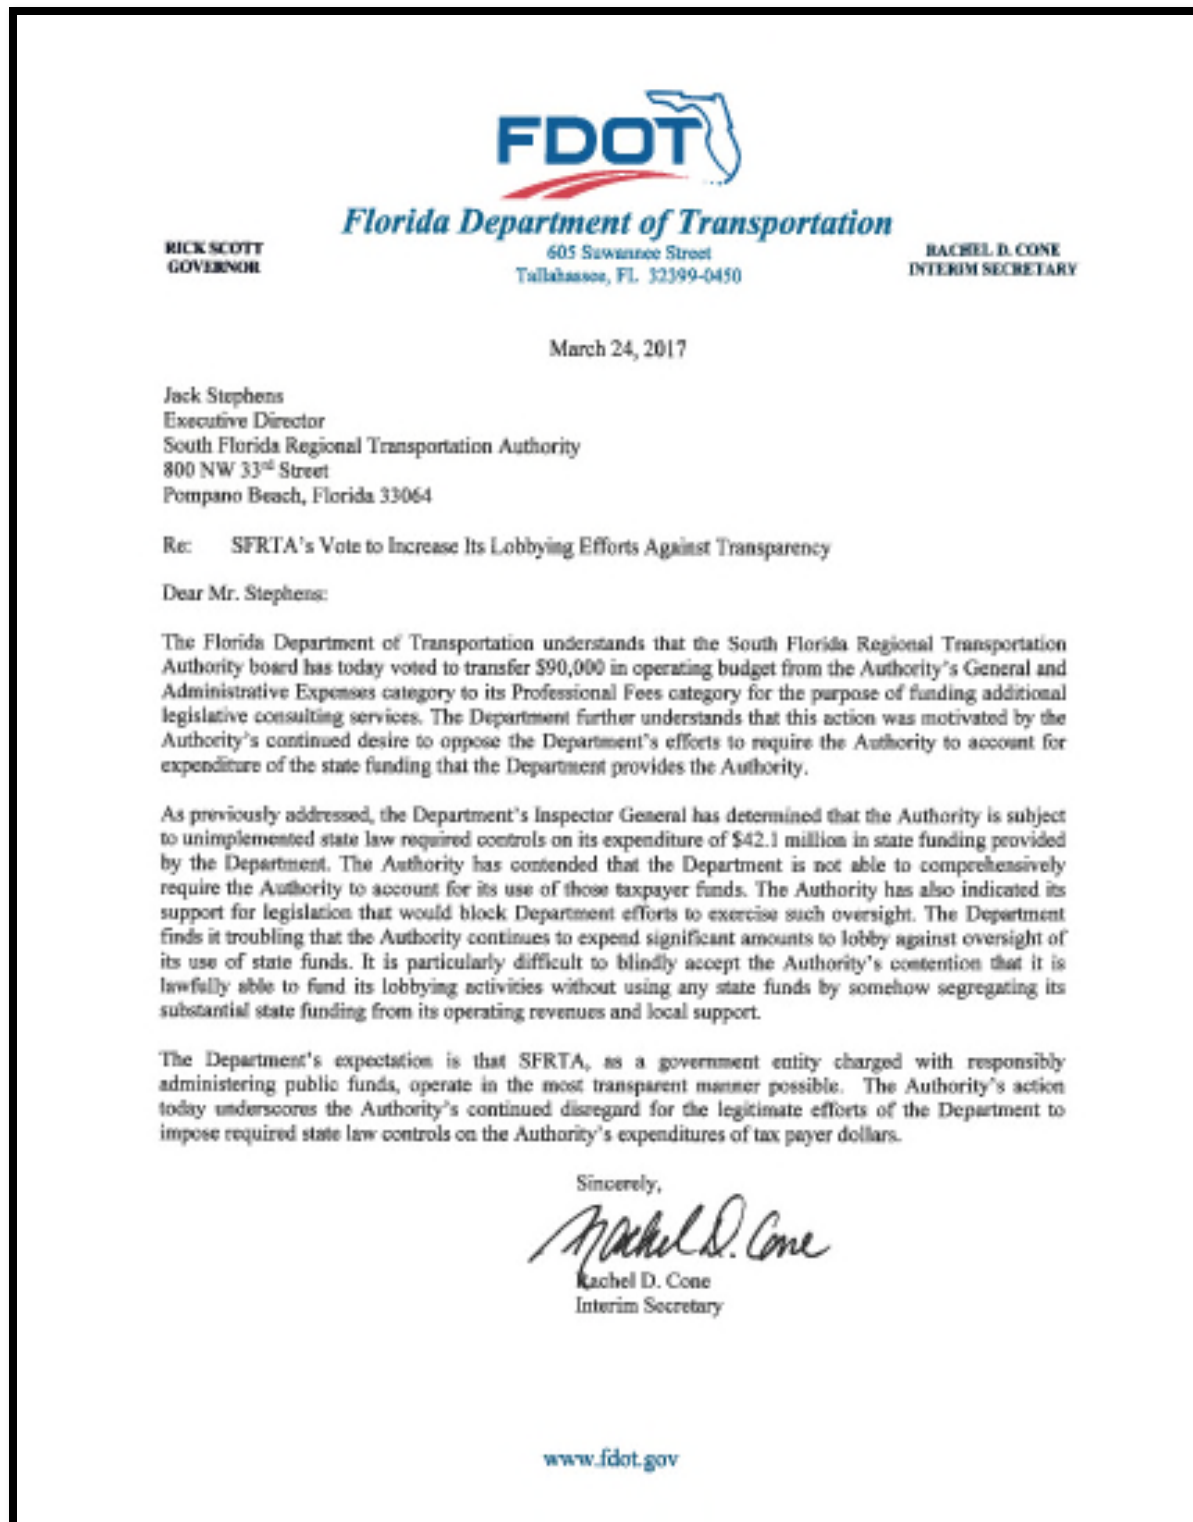 FDOT
Florida Department of Transportation
RICK SCOTT
GOVERNOR
605 Suwannee Street
Tallahassee, FL 32399-0450
RACHEL D. CONE
INTERIM SECRETARY
March 24, 2017
Jack Stephens
Executive Director
South Florida Regional Transportation Authority
800 NW 33rd Street
Pompano Beach, Florida 33064
Re: SFRTA's Vote to Increase Its Lobbying Efforts Against Transparency
Dear Mr. Stephens:
The Florida Department of Transportation understands that the South Florida Regional Transportation
Authority board has today voted to transfer $90,000 in operating budget from the Authority's General and
Administrative Expenses category to its Professional Fees category for the purpose of funding additional
legislative consulting services. The Department further understands that this action was motivated by the
Authority's continued desire to oppose the Department's efforts to require the Authority to account for
expenditure of the state funding that the Department provides the Authority.
As previously addressed, the Department's Inspector General has determined that the Authority is subject
to unimplemented state law required controls on its expenditure of $42.1 million in state funding provided
by the Department. The Authority has contended that the Department is not able to comprehensively
require the Authority to account for its use of those taxpayer funds. The Authority has also indicated its
support for legislation that would block Department efforts to exercise such oversight. The Department
finds it troubling that the Authority continues to expend significant amounts to lobby against oversight of
its use of state funds. It is particularly difficult to blindly accept the Authority's contention that it is
lawfully able to fund its lobbying activities without using any state funds by somehow segregating its
substantial state funding from its operating revenues and local support.
The Department's expectation is that SFRTA, as a government entity charged with responsibly
administering public funds, operate in the most transparent manner possible. The Authority's action
today underscores the Authority's continued disregard for the legitimate efforts of the Department to
impose required state law controls on the Authority's expenditures of tax payer dollars.
Sincerely,
Rachel D. Cone
Rachel D. Cone
Interim Secretary
www.fdot.gov